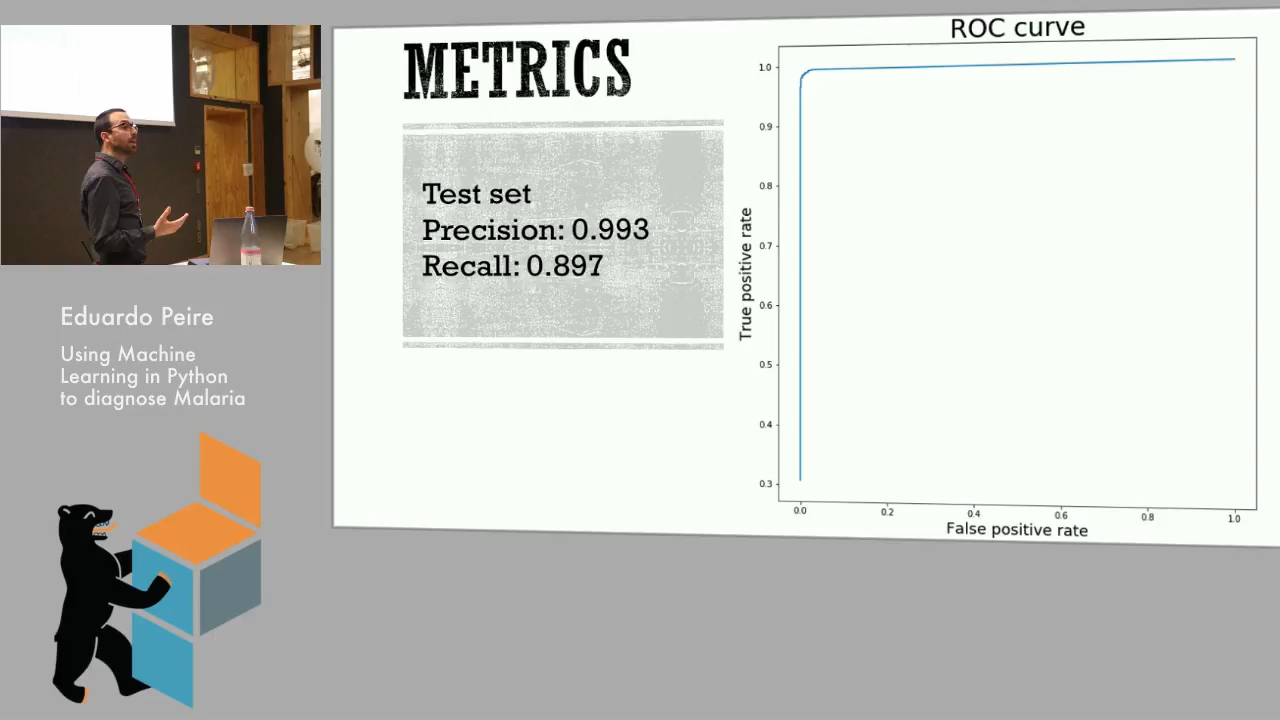 METRICS
Test set
Precision: 0.993
Recall: 0.897
ROC curve
True positive rate
1.0
0.9
0.8
0.7
0.6
0.5
0.4
0.3
0.0
0.2
0.4
0.6
0.8
1.0
False positive rate
Eduardo Peire
Using Machine
Learning in Python
to diagnose Malaria